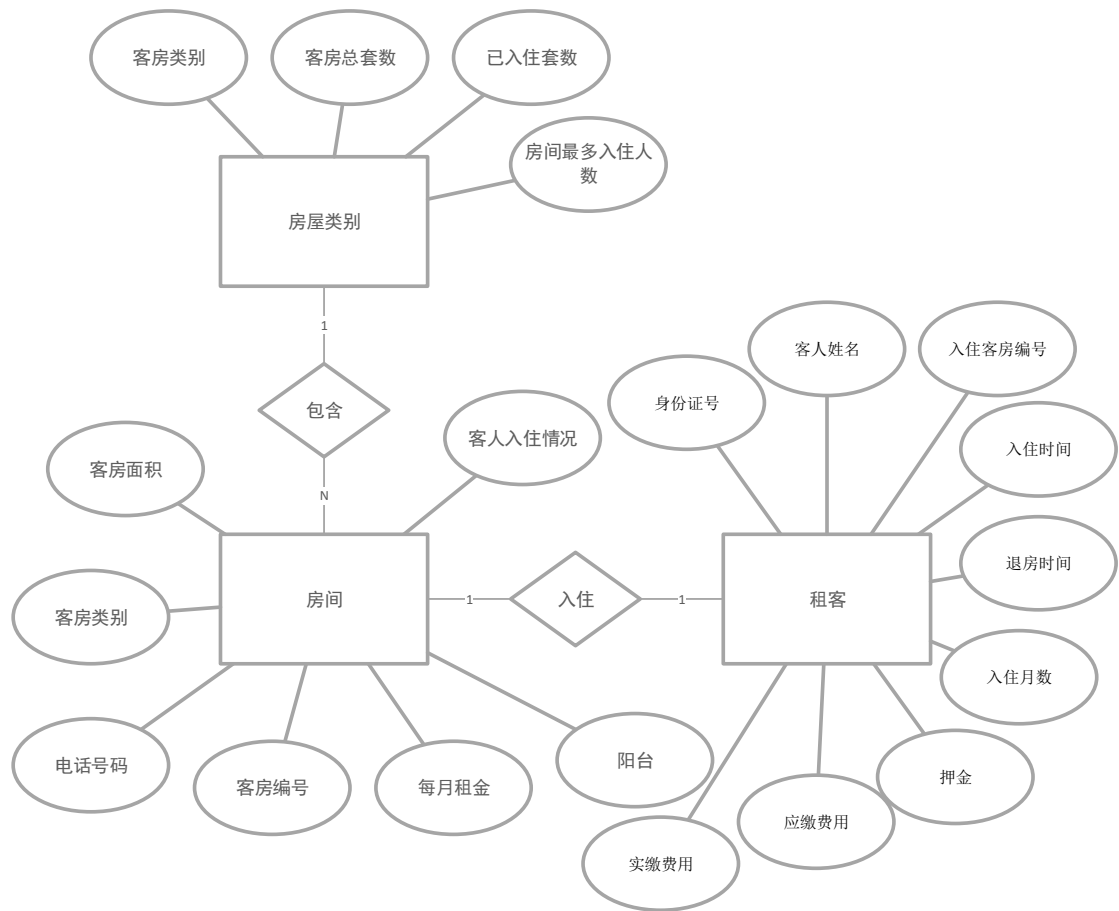 客房类别
客房总套数
已入住套数
房间最多入住人
数
房屋类别
1
包含
N
客房面积
客人入住情况
客房类别
房间
电话号码
客房编号
每月租金
阳台
1
入住
1
租客
身份证号
客人姓名
入住客房编号
入住时间
退房时间
入住月数
押金
应缴费用
实缴费用